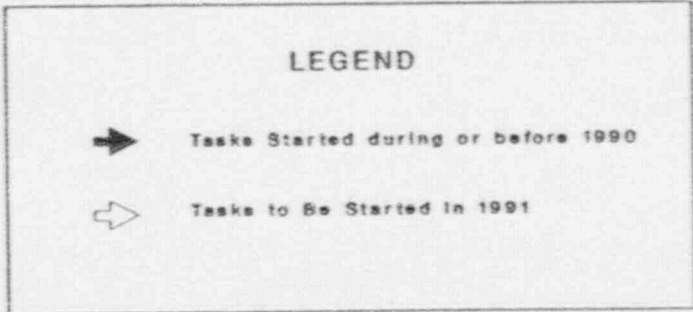 LEGEND
Tasks Started during or before 1990
Tasks to Be Started in 1991